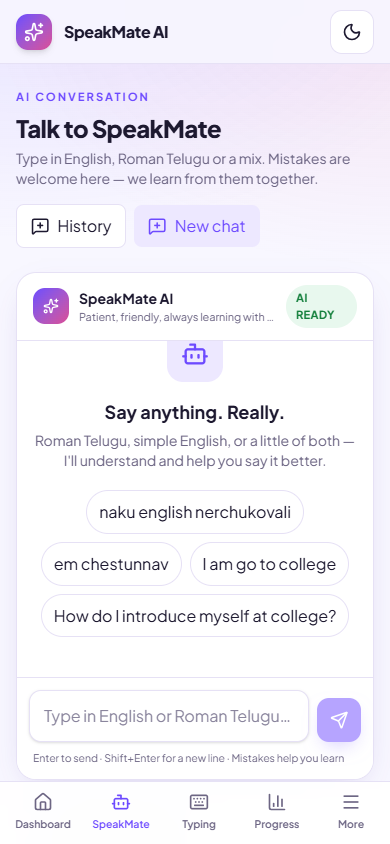 SpeakMate AI
AI CONVERSATION
Talk to SpeakMate
Type in English, Roman Telugu or a mix. Mistakes are
welcome here — we learn from them together.
History
New chat
SpeakMate AI
Patient, friendly, always learning with ...
AI
READY
Say anything. Really.
Roman Telugu, simple English, or a little of both —
I'll understand and help you say it better.
naku english nerchukovali
em chestunnav
I am go to college
How do I introduce myself at college?
Type in English or Roman Telugu...
Enter to send · Shift+Enter for a new line · Mistakes help you learn
Dashboard
SpeakMate
Typing
Progress
More